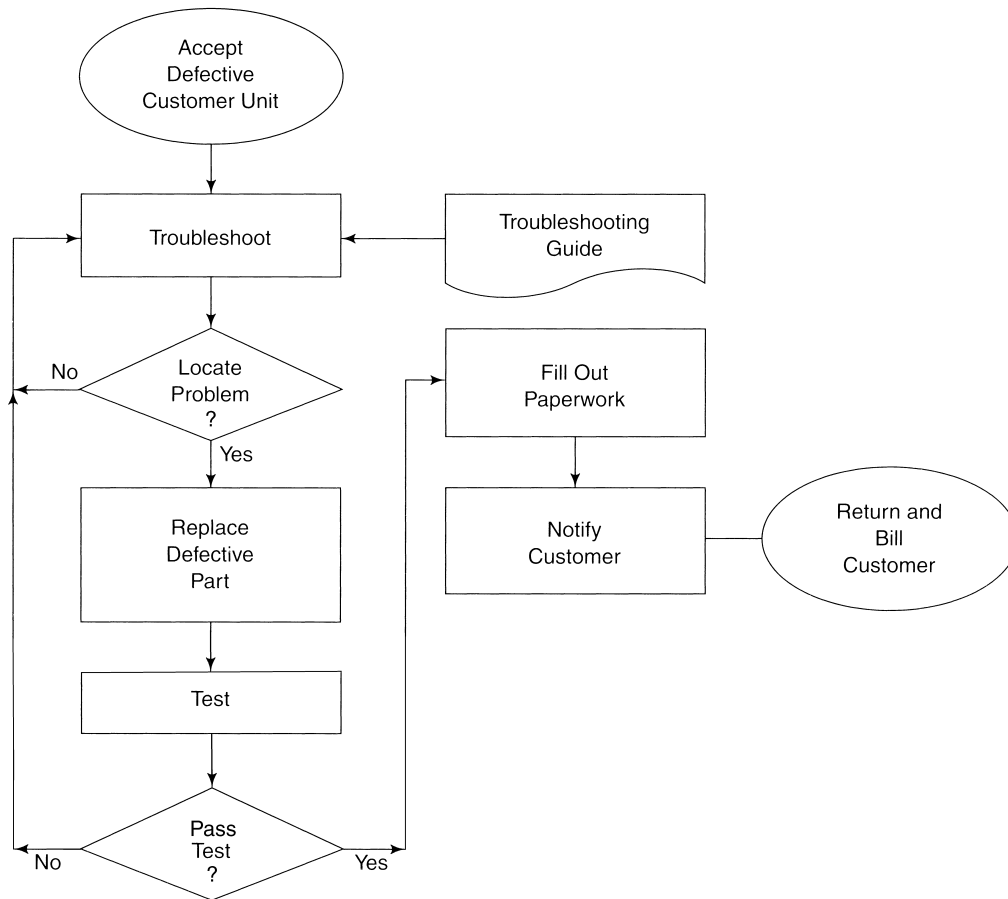 Accept
Defective
Customer Unit
Troubleshoot
Troubleshooting
Guide
Locate
Problem
?
No
Yes
Fill Out
Paperwork
Replace
Defective
Part
Notify
Customer
Return and
Bill
Customer
Test
Pass
Test
?
No
Yes